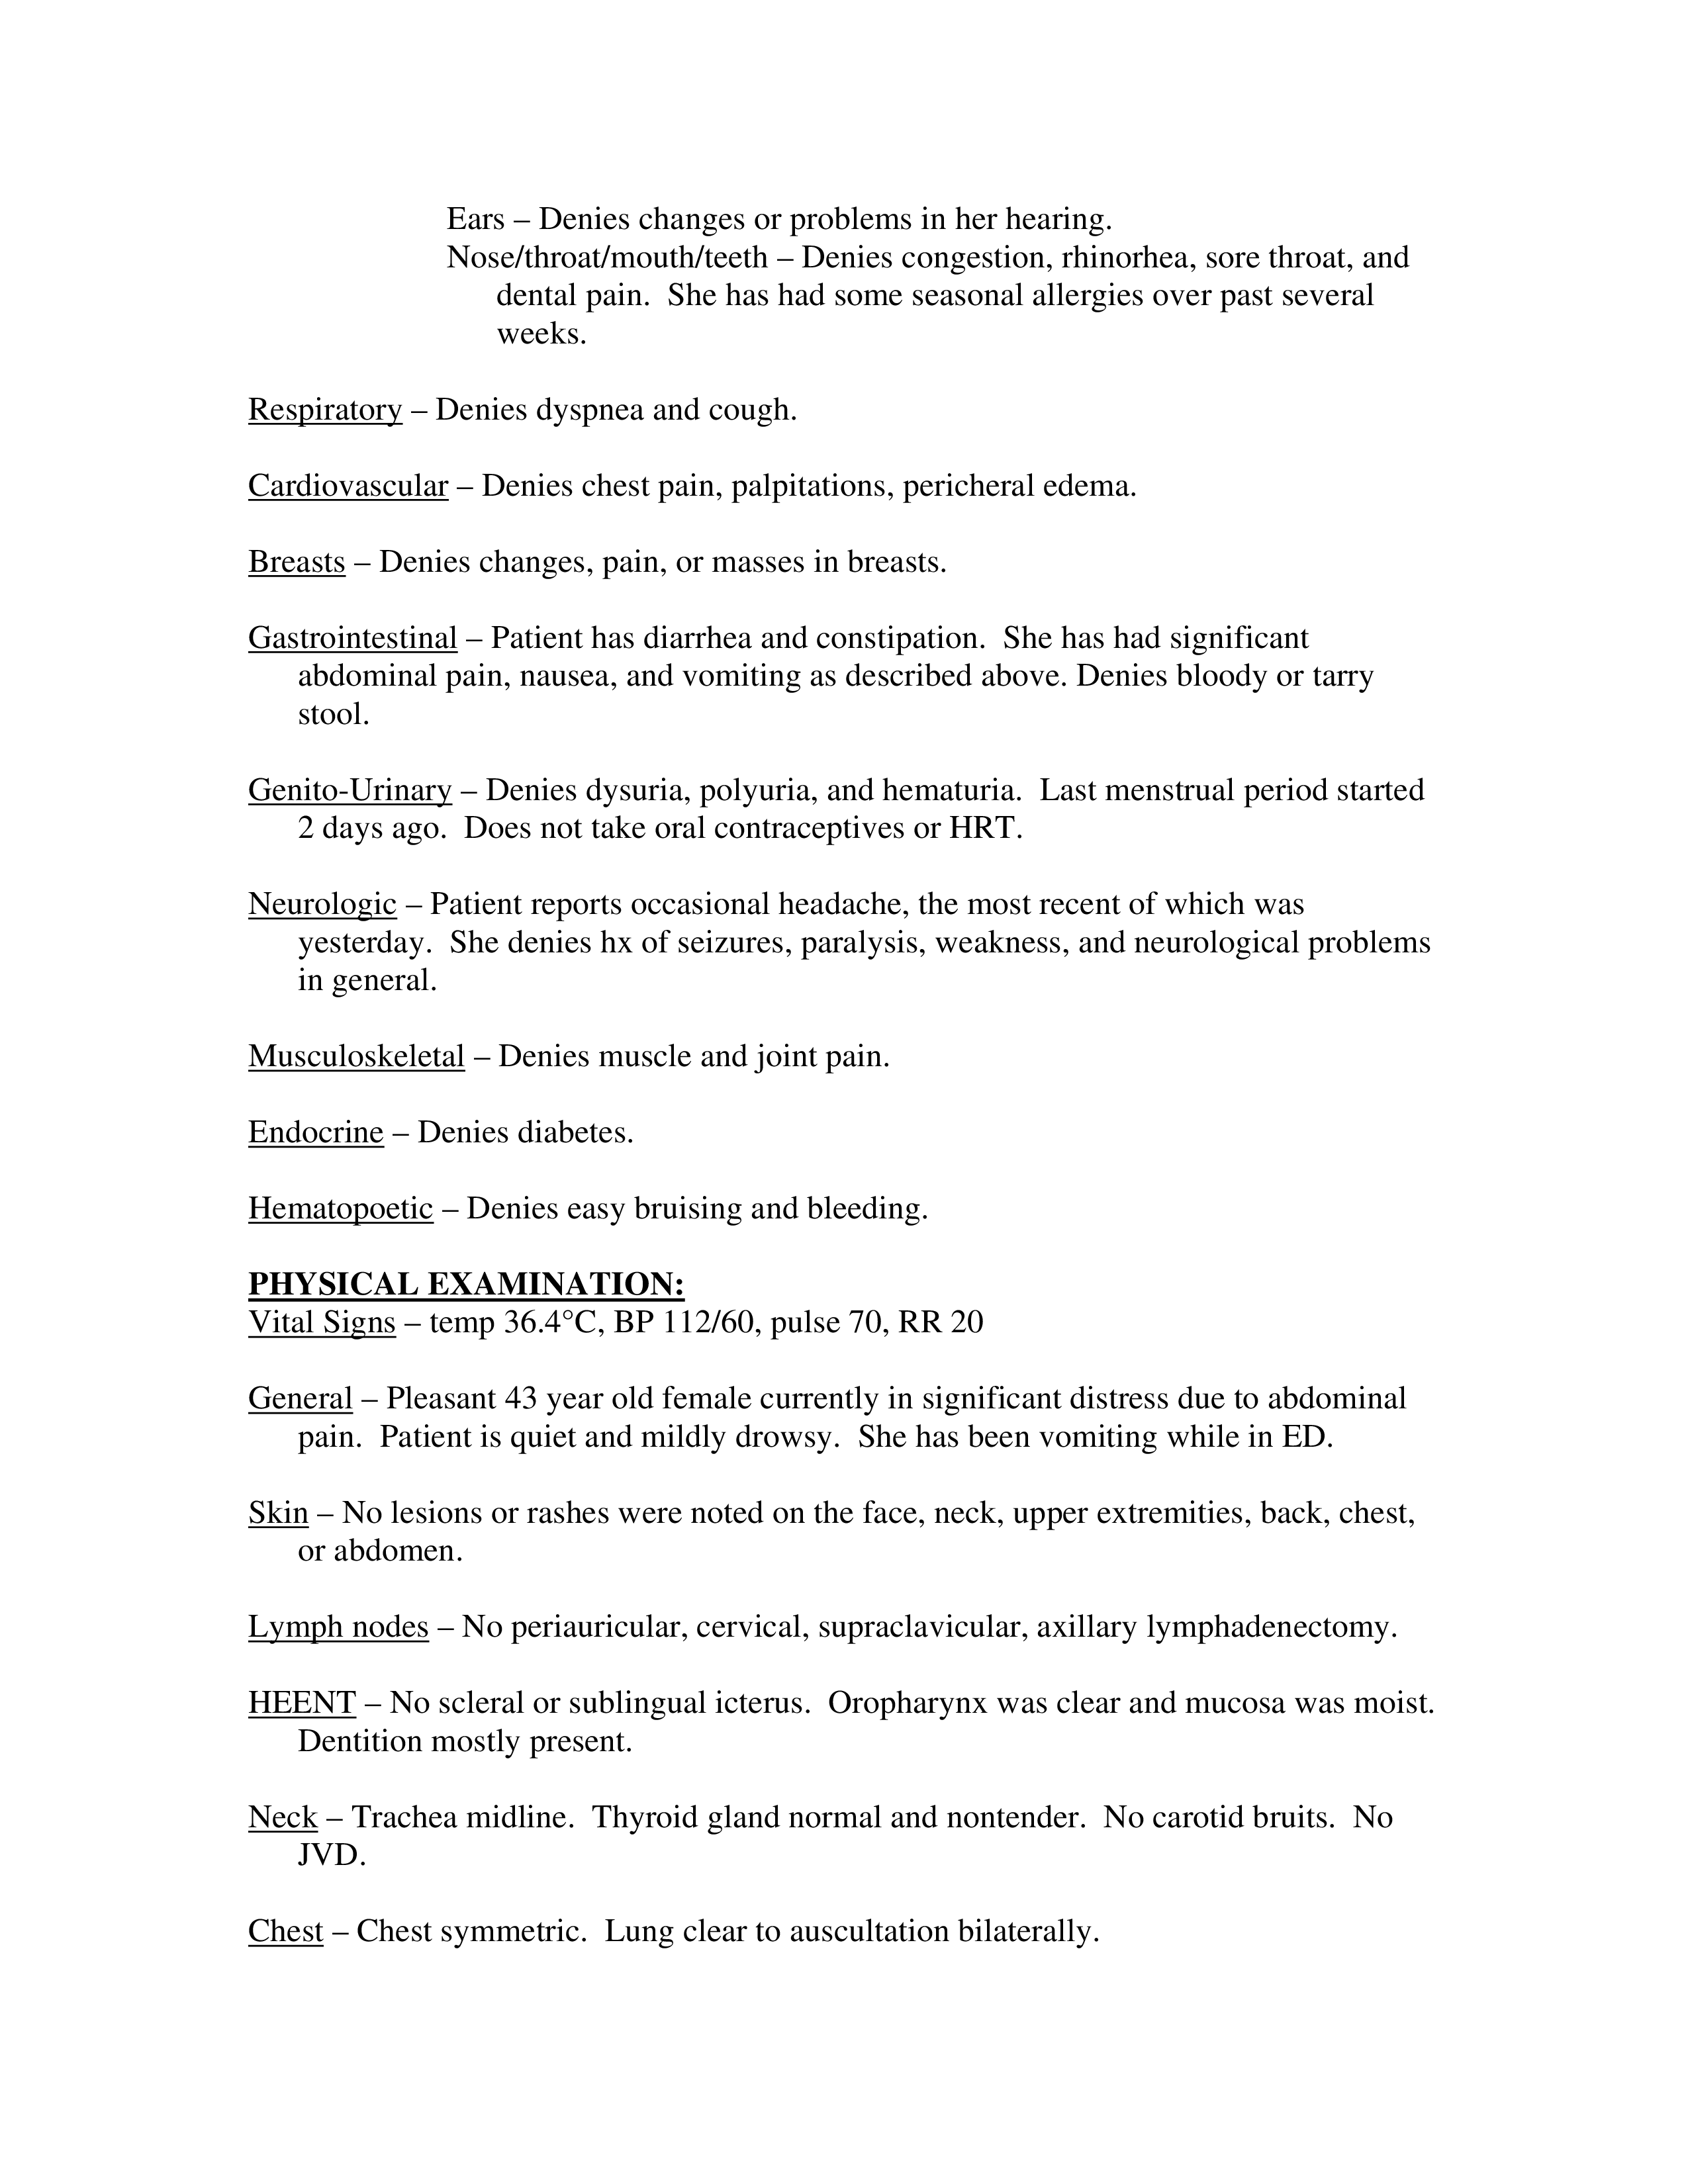 Ears – Denies changes or problems in her hearing.
Nose/throat/mouth/teeth – Denies congestion, rhinorhea, sore throat, and
dental pain.  She has had some seasonal allergies over past several
weeks.
Respiratory – Denies dyspnea and cough.
Cardiovascular – Denies chest pain, palpitations, pericheral edema.
Breasts – Denies changes, pain, or masses in breasts.
Gastrointestinal – Patient has diarrhea and constipation.  She has had significant
abdominal pain, nausea, and vomiting as described above. Denies bloody or tarry
stool.
Genito-Urinary – Denies dysuria, polyuria, and hematuria.  Last menstrual period started
2 days ago.  Does not take oral contraceptives or HRT.
Neurologic – Patient reports occasional headache, the most recent of which was
yesterday.  She denies hx of seizures, paralysis, weakness, and neurological problems
in general.
Musculoskeletal – Denies muscle and joint pain.
Endocrine – Denies diabetes.
Hematopoetic – Denies easy bruising and bleeding.
PHYSICAL EXAMINATION:
Vital Signs – temp 36.4°C, BP 112/60, pulse 70, RR 20
General – Pleasant 43 year old female currently in significant distress due to abdominal
pain.  Patient is quiet and mildly drowsy.  She has been vomiting while in ED.
Skin – No lesions or rashes were noted on the face, neck, upper extremities, back, chest,
or abdomen.
Lymph nodes – No periauricular, cervical, supraclavicular, axillary lymphadenectomy.
HEENT – No scleral or sublingual icterus.  Oropharynx was clear and mucosa was moist.
Dentition mostly present.
Neck – Trachea midline.  Thyroid gland normal and nontender.  No carotid bruits.  No
JVD.
Chest – Chest symmetric.  Lung clear to auscultation bilaterally.